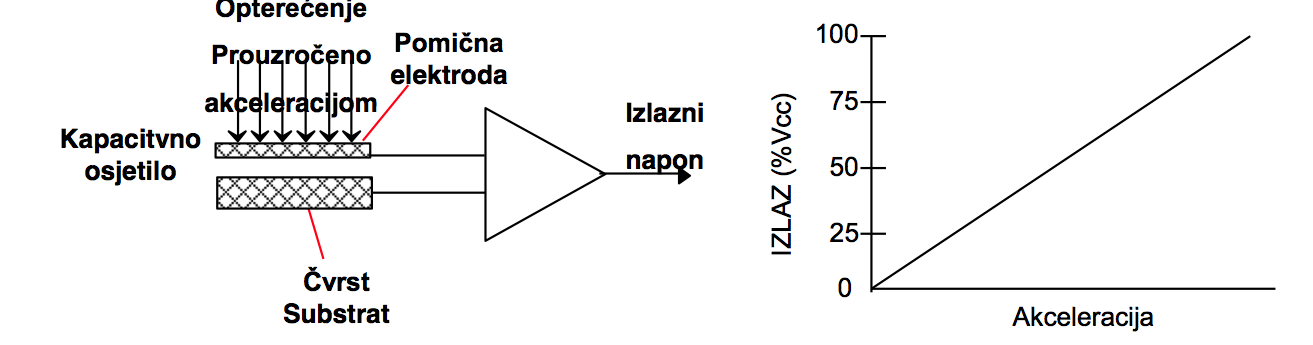 Opterećenje
Prouzročeno
akceleracijom
Pomična
elektroda
Kapacitvno
osjetilo
Izlazni
napon
Čvrst
Substrat
IZLAZ (%Vcc)
100
75
50
25
0
Akceleracija